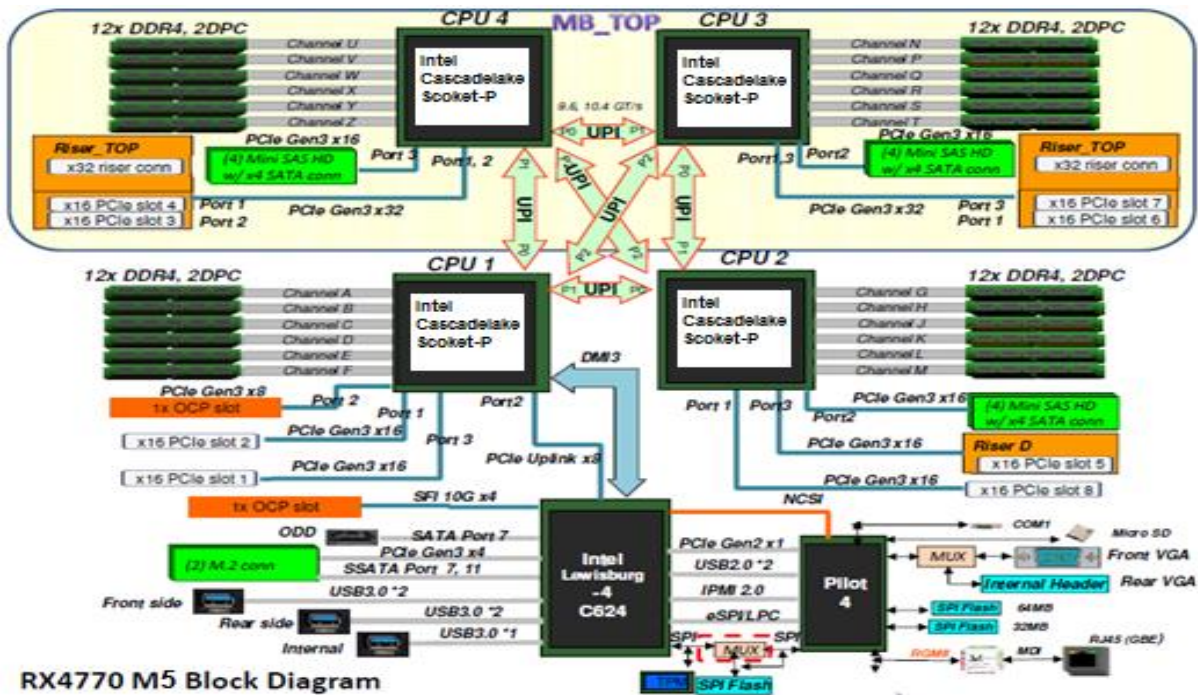 MB_TOP
CPU 4
12x DDR4, 2DPC
Channel U
Channel V
Channel W
Channel X
Channel Y
Channel Z
Intel
Cascadelake
Scoket-P
PCIe Gen3 x16
Riser_TOP
x32 riser conn
(4) Mini SAS HD
w/ x4 SATA conn
Port 3
Port1, 2
x16 PCIe slot 4
x16 PCIe slot 3
Port 1
Port 2
PCIe Gen3 x32
CPU 3
12x DDR4, 2DPC
Channel N
Channel P
Channel Q
Channel R
Channel S
Channel T
Intel
Cascadelake
Scoket-P
PCIe Gen3 x16
Port1,3
Port2
(4) Mini SAS HD
w/ x4 SATA conn
Riser_TOP
x32 riser conn
PCIe Gen3 x32
Port 3
Port 1
x16 PCIe slot 7
x16 PCIe slot 6
9.6, 10.4 GT/s
P0 UPI P1
P1 UPI P0
UPI P2
P2 UPI P2
P0 UPI P1
P1 UPI P0
CPU 1
12x DDR4, 2DPC
Channel A
Channel B
Channel C
Channel D
Channel E
Channel F
Intel
Cascadelake
Scoket-P
PCIe Gen3 x8
1x OCP slot
Port 2
Port 1
Port2
x16 PCIe slot 2
PCIe Gen3 x16
Port 3
x16 PCIe slot 1
PCIe Gen3 x16
PCIe Uplink x8
DMI3
CPU 2
12x DDR4, 2DPC
Channel G
Channel H
Channel J
Channel K
Channel L
Channel M
Intel
Cascadelake
Scoket-P
Port 1
Port3
Port2
PCIe Gen3 x16
(4) Mini SAS HD
w/ x4 SATA conn
PCIe Gen3 x16
Riser D
x16 PCIe slot 5
PCIe Gen3 x16
x16 PCIe slot 8
1x OCP slot
SFI 10G x4
NCSI
ODD
SATA Port 7
(2) M.2 conn
PCIe Gen3 x4
SSATA Port 7, 11
Front side
USB3.0 *2
Rear side
USB3.0 *2
Internal
USB3.0 *1
Intel
Lewisburg
-4
C624
PCIe Gen2 x1
USB2.0 *2
IPMI 2.0
eSPI/LPC
SPI
MUX
SPI
TPM
SPI Flash
Pilot
4
COM1
Micro SD
MUX
Front VGA
Internal Header
Rear VGA
SPI Flash
64MB
SPI Flash
32MB
RGMII
MDI
RJ45 (GBE)
RX4770 M5 Block Diagram